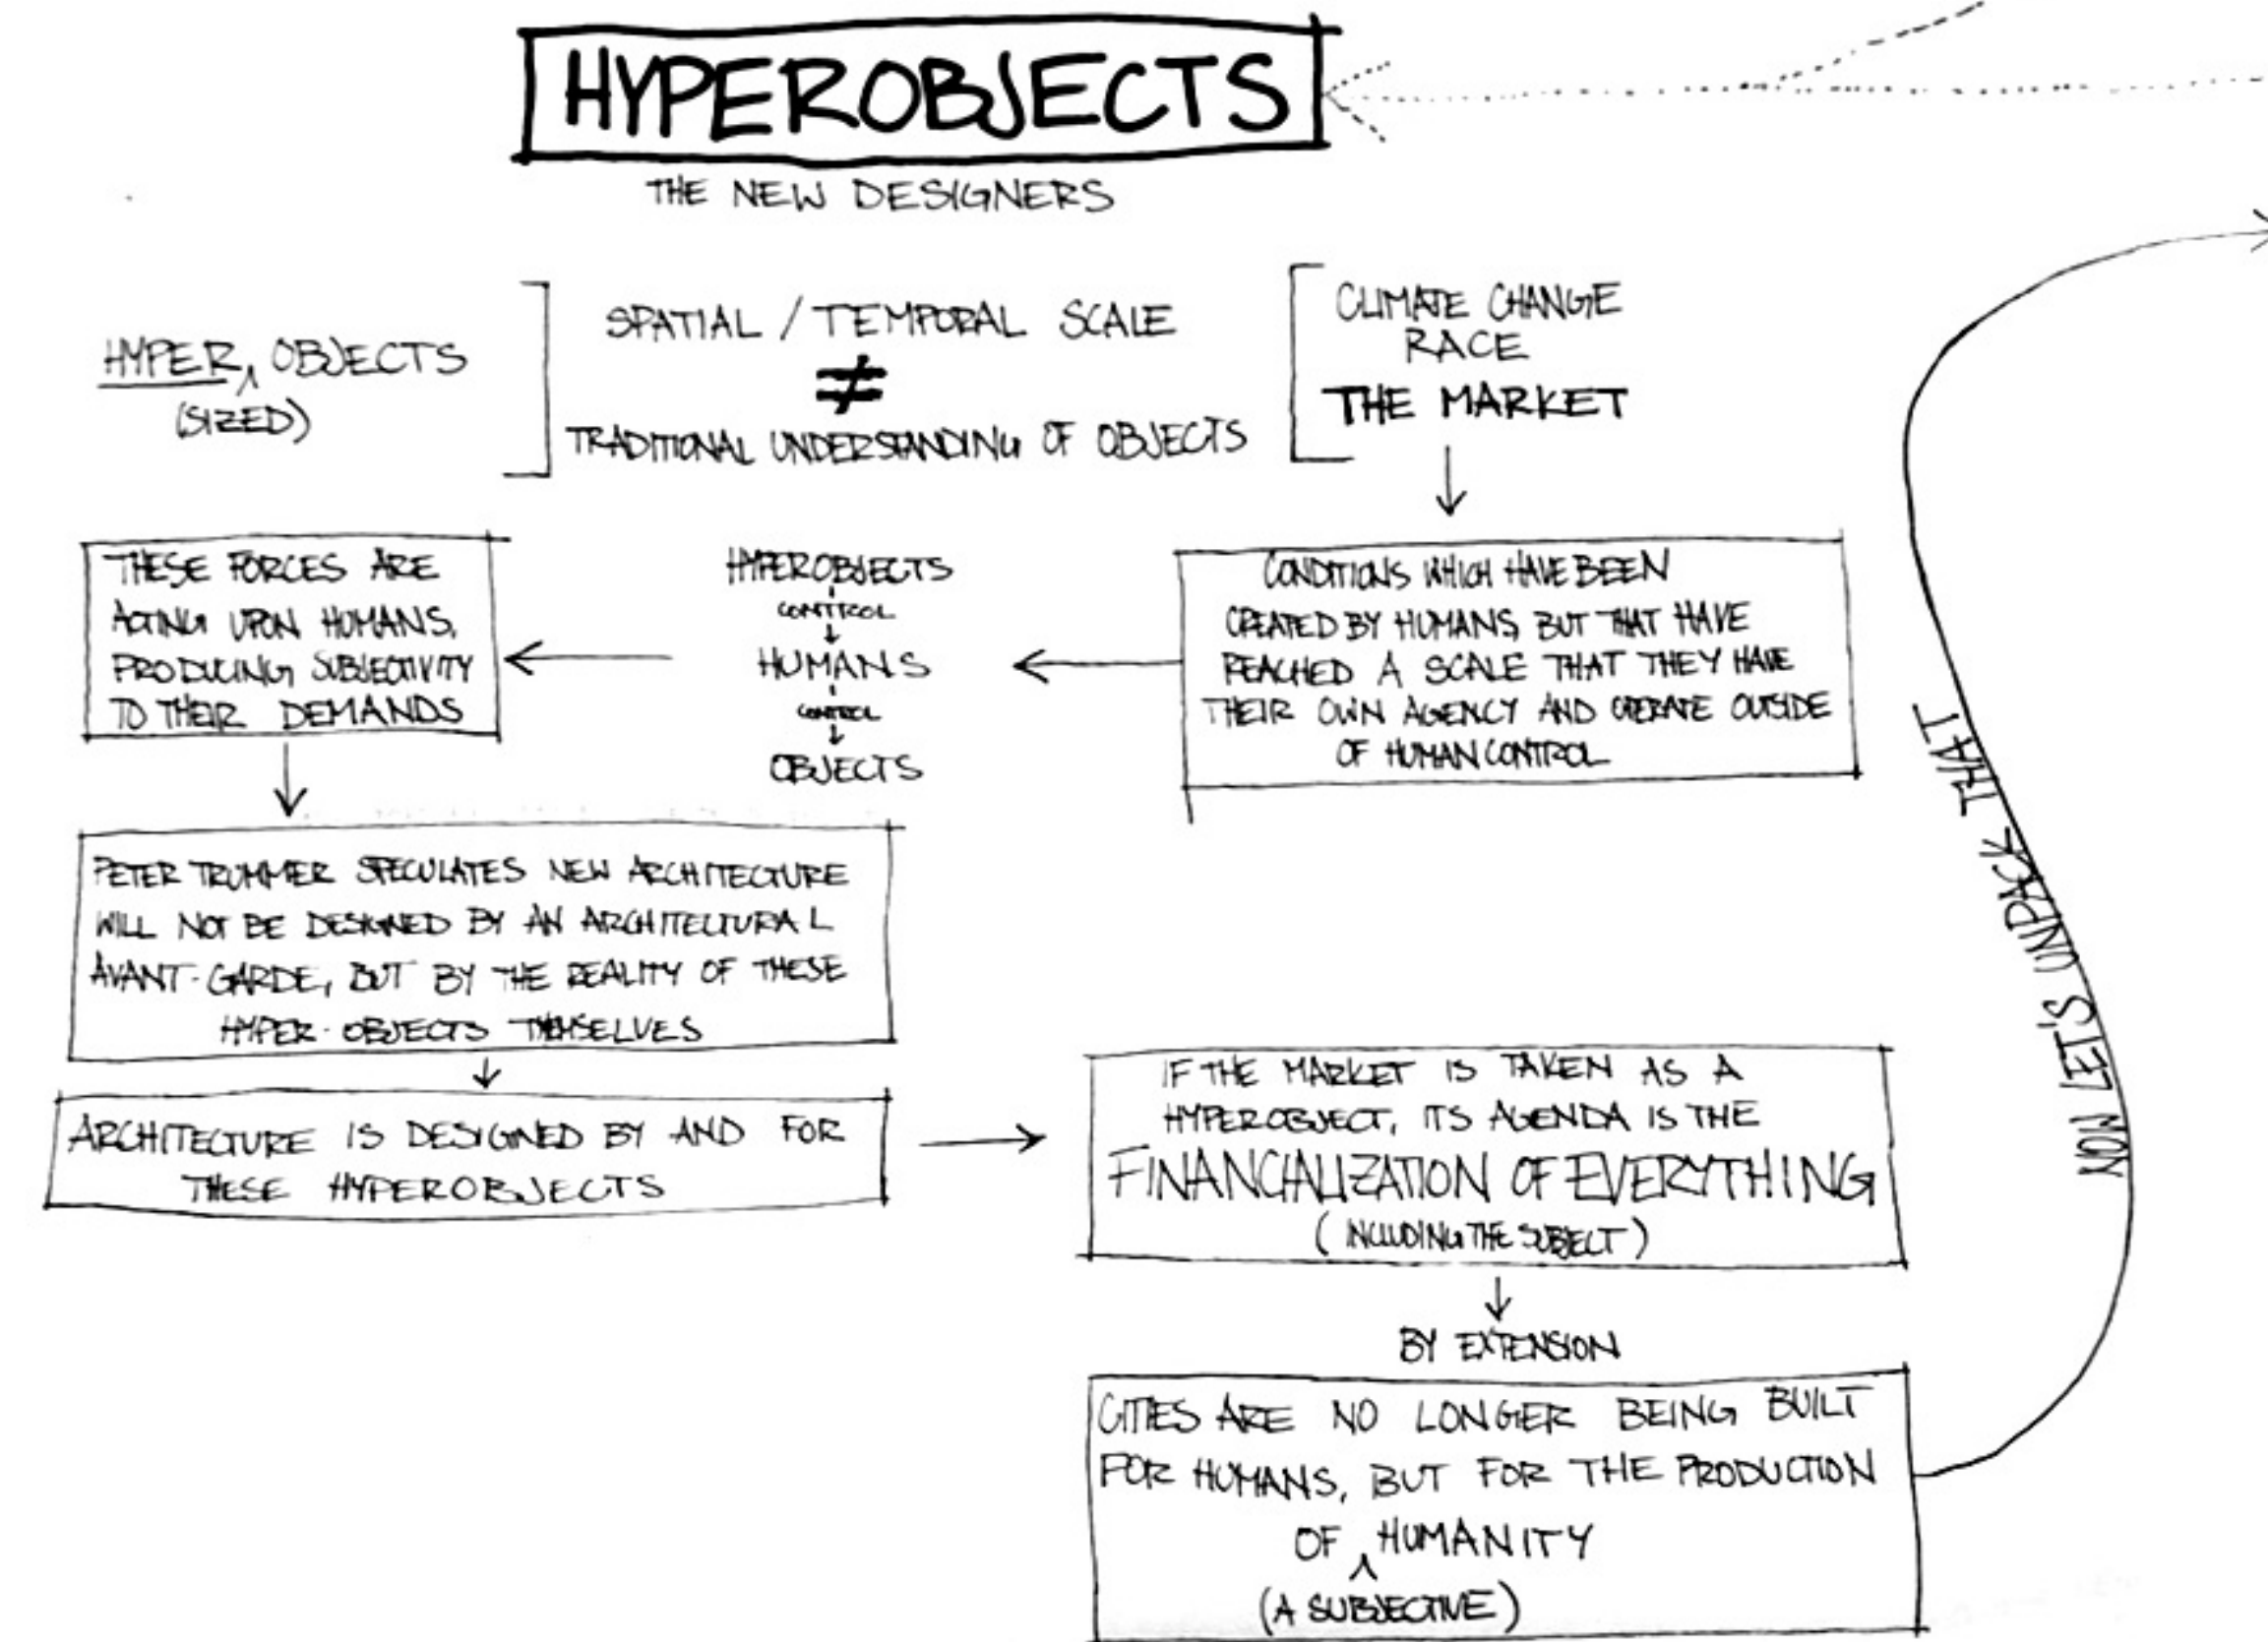 HYPEROBJECTS
THE NEW DESIGNERS
HYPER OBJECTS
(SIZED)
SPATIAL / TEMPORAL SCALE
≠
TRADITIONAL UNDERSTANDING OF OBJECTS
CLIMATE CHANGE
RACE
THE MARKET
CONDITIONS WHICH HAVE BEEN
CREATED BY HUMANS, BUT THAT HAVE
REACHED A SCALE THAT THEY HAVE
THEIR OWN AGENCY AND OPERATE OUTSIDE
OF HUMAN CONTROL
HYPEROBJECTS
CONTROL
HUMANS
CONTROL
OBJECTS
THESE FORCES ARE
ACTING UPON HUMANS,
PRODUCING SUBJECTIVITY
TO THEIR DEMANDS
PETER TRUMMER SPECULATES NEW ARCHITECTURE
WILL NOT BE DESIGNED BY AN ARCHITECTURAL
AVANT-GARDE, BUT BY THE REALITY OF THESE
HYPER-OBJECTS THEMSELVES
ARCHITECTURE IS DESIGNED BY AND FOR
THESE HYPEROBJECTS
IF THE MARKET IS TAKEN AS A
HYPEROBJECT, ITS AGENDA IS THE
FINANCIALIZATION OF EVERYTHING
(INCLUDING THE SUBJECT)
BY EXTENSION
CITIES ARE NO LONGER BEING BUILT
FOR HUMANS, BUT FOR THE PRODUCTION
OF HUMANITY
(A SUBJECTIVE)
NOW LET'S UNPACK THAT